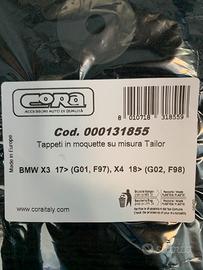 CORA
ACCESSORI AUTO DI QUALITÀ
8 010718 318559
Made in Europe
Cod. 000131855
Tappeti in moquette su misura Tailor
BMW X3 17> (G01, F97), X4 18> (G02, F98)
www.coraitaly.com